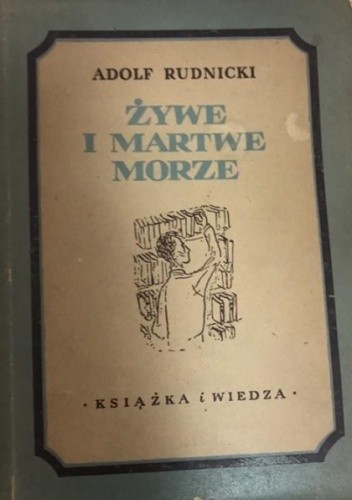 ADOLF RUDNICKI
ŻYWE
I MARTWE
MORZE
· KSIĄŻKA i WIEDZA ·